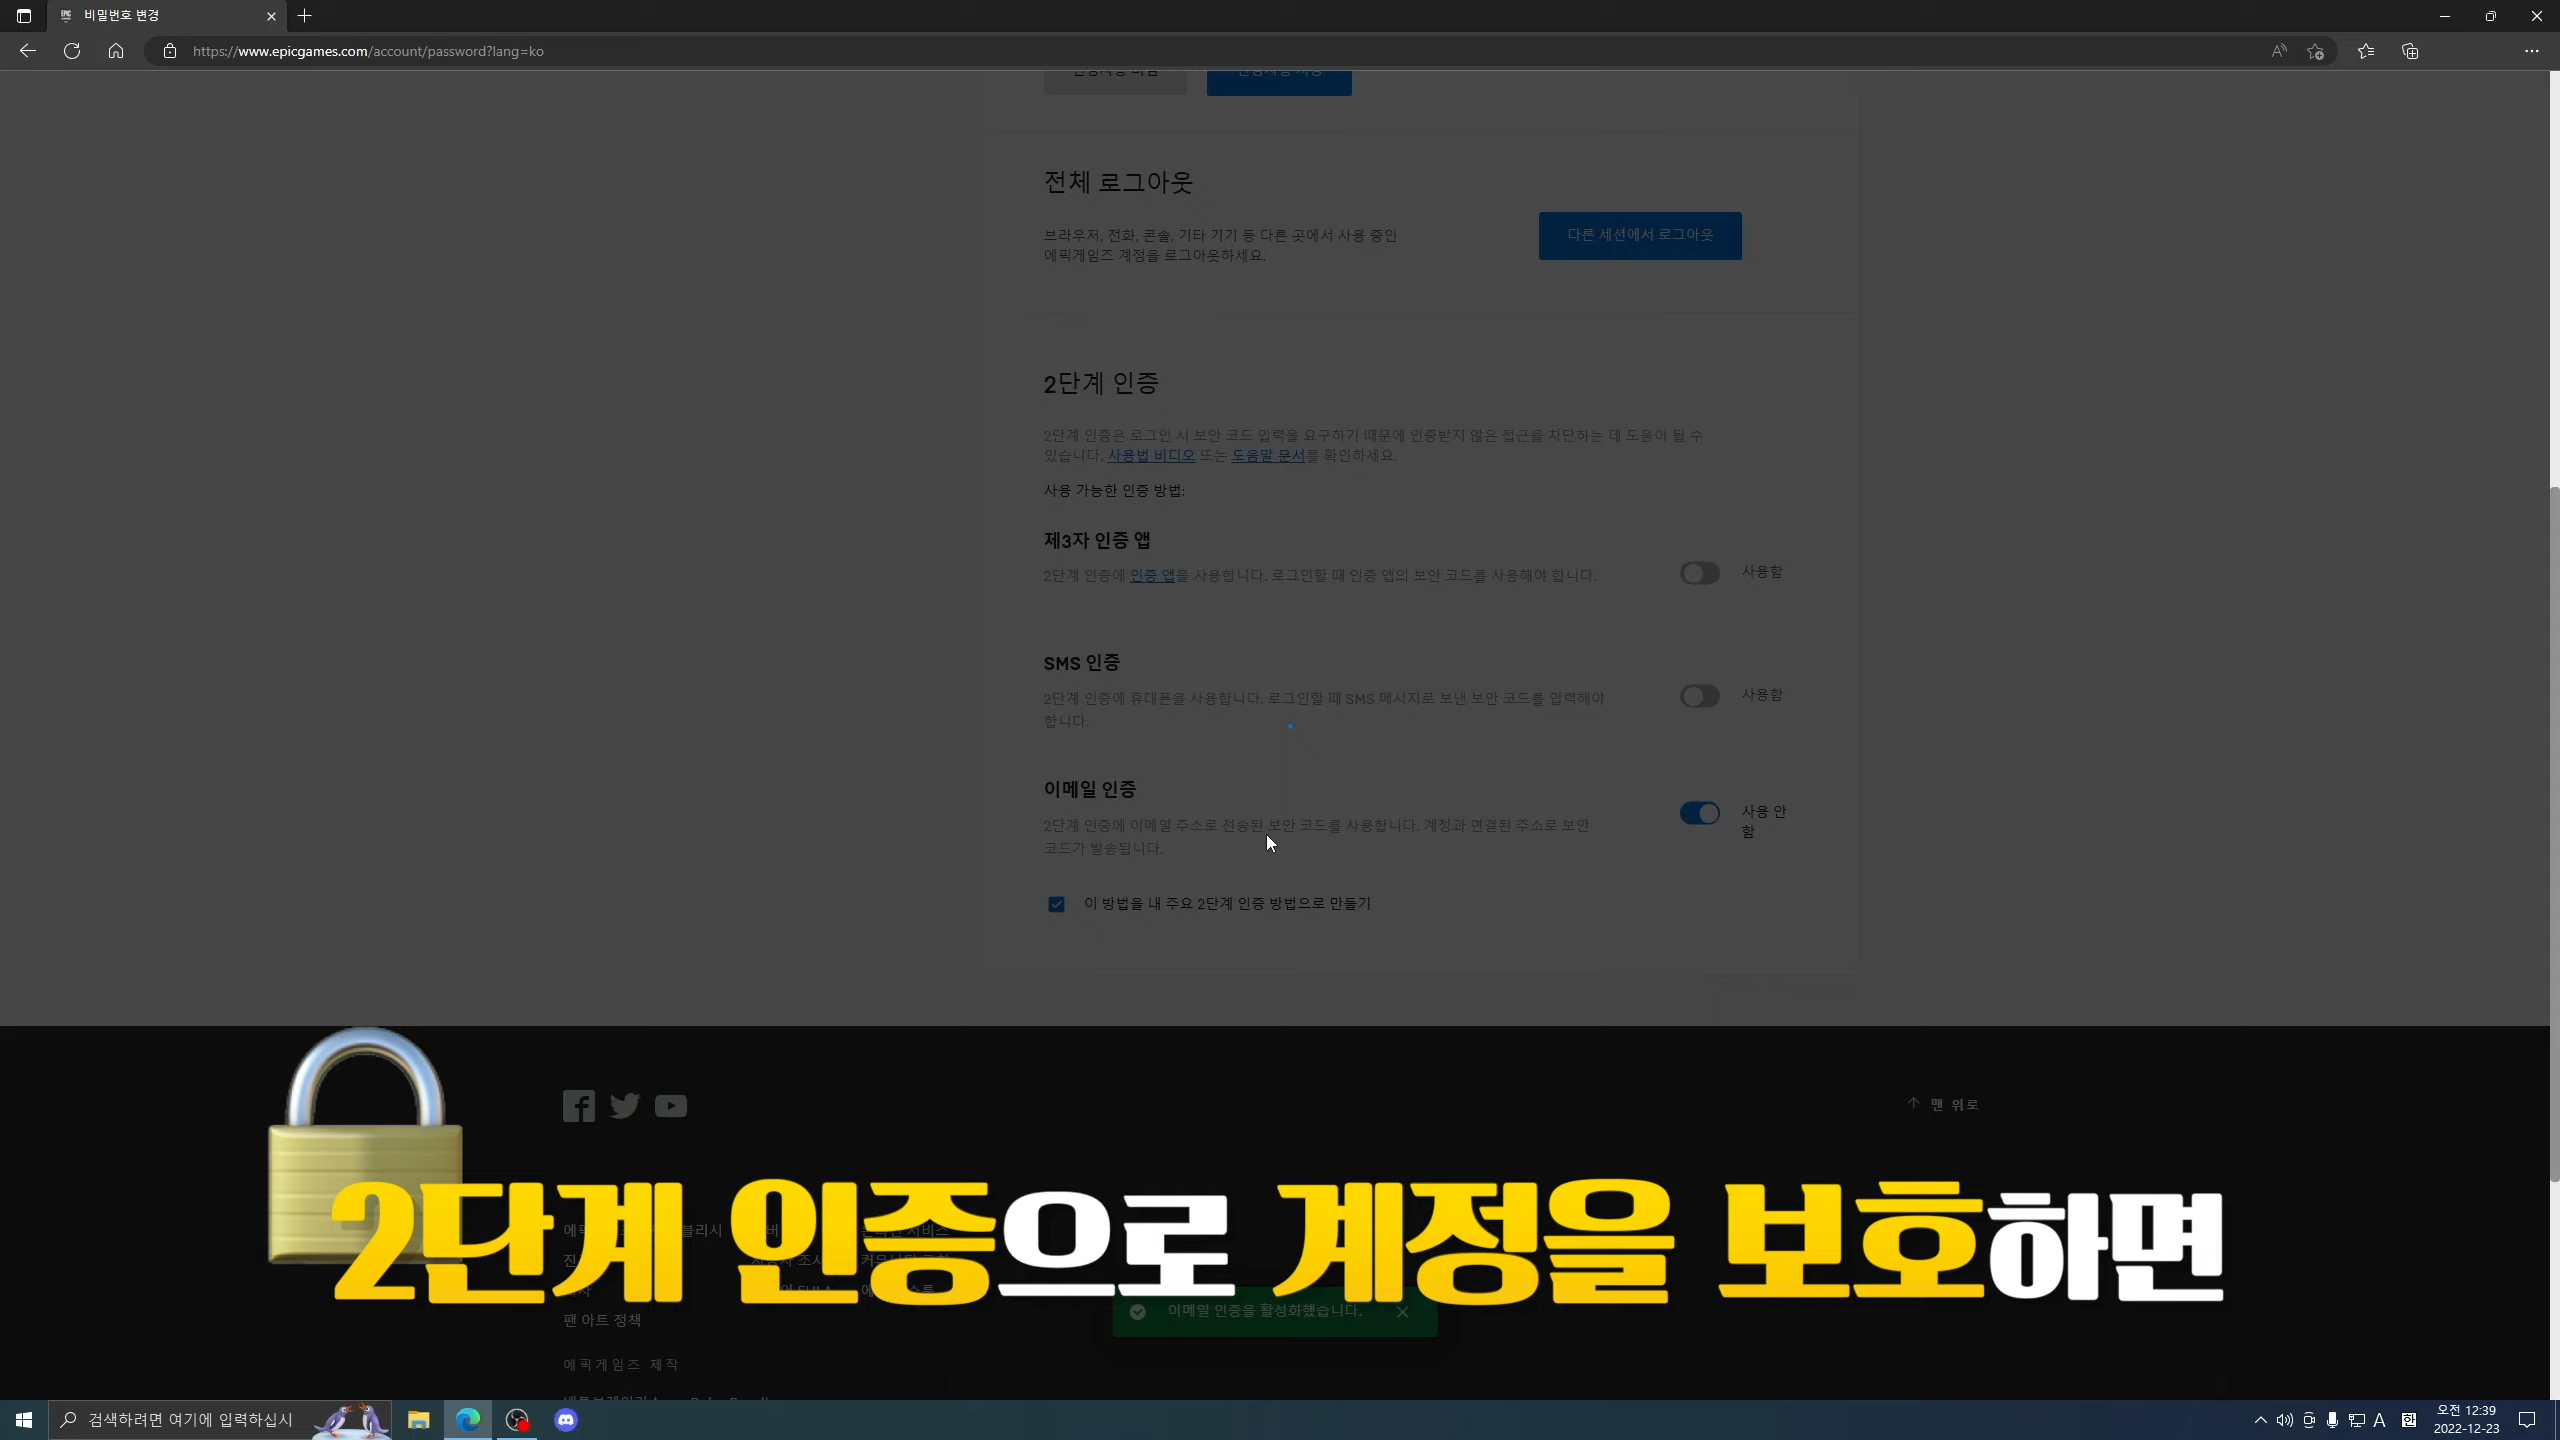 비밀번호 변경
https://www.epicgames.com/account/password?lang=ko
전체 로그아웃
브라우저, 전화, 콘솔, 기타 기기 등 다른 곳에서 사용 중인
에픽게임즈 계정을 로그아웃하세요.
다른 세션에서 로그아웃
2단계 인증
2단계 인증은 로그인 시 보안 코드 입력을 요구하기 때문에 인증받지 않은 접근을 차단하는 데 도움이 될 수
있습니다. 사용법 비디오 또는 도움말 문서를 확인하세요.
사용 가능한 인증 방법:
제3자 인증 앱
2단계 인증에 인증 앱을 사용합니다. 로그인할 때 인증 앱의 보안 코드를 사용해야 합니다.
사용함
SMS 인증
2단계 인증에 휴대폰을 사용합니다. 로그인할 때 SMS 메시지로 보낸 보안 코드를 입력해야
합니다.
사용함
이메일 인증
2단계 인증에 이메일 주소로 전송된 보안 코드를 사용합니다. 계정과 연결된 주소로 보안
코드가 발송됩니다.
사용 안
함
이 방법을 내 주요 2단계 인증 방법으로 만들기
맨 위로
2단계 인증으로 계정을 보호하면
이메일 인증을 활성화했습니다.
팬 아트 정책
에픽게임즈 제작
검색하려면 여기에 입력하십시
A
한
오전 12:39
2022-12-23